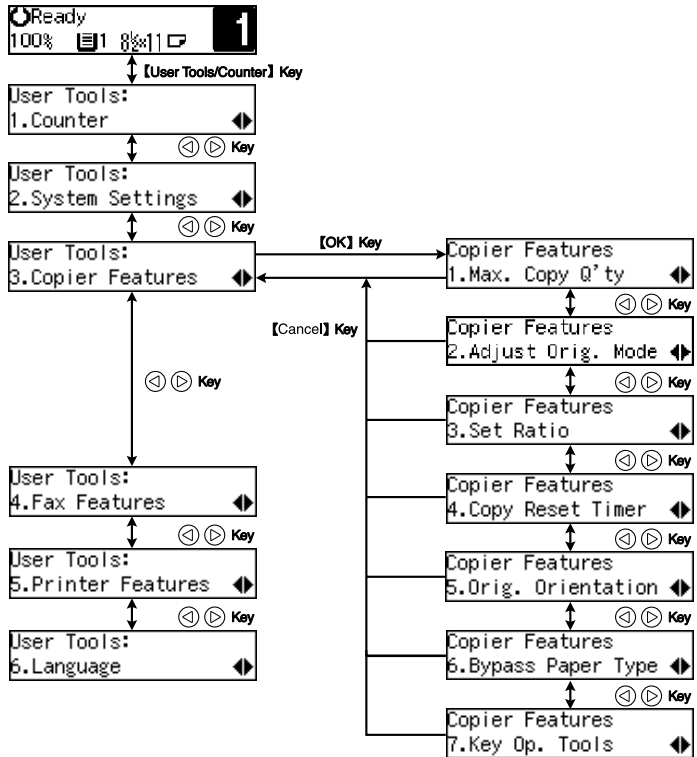 Ready
100% 1 8½×11 1
【User Tools/Counter】 Key
User Tools:
1.Counter
Key
User Tools:
2.System Settings
Key
User Tools:
3.Copier Features
【OK】 Key
【Cancel】 Key
Key
User Tools:
4.Fax Features
Key
User Tools:
5.Printer Features
Key
User Tools:
6.Language
Copier Features
1.Max. Copy Q'ty
Key
Copier Features
2.Adjust Orig. Mode
Key
Copier Features
3.Set Ratio
Key
Copier Features
4.Copy Reset Timer
Key
Copier Features
5.Orig. Orientation
Key
Copier Features
6.Bypass Paper Type
Key
Copier Features
7.Key Op. Tools